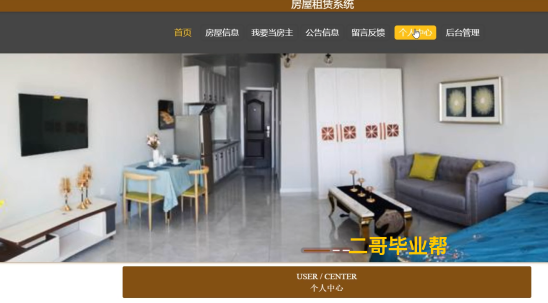 房屋租赁系统
首页 房屋信息 我要当房主 公告信息 留言反馈 个人中心 后台管理
二哥毕业帮
USER / CENTER
个人中心